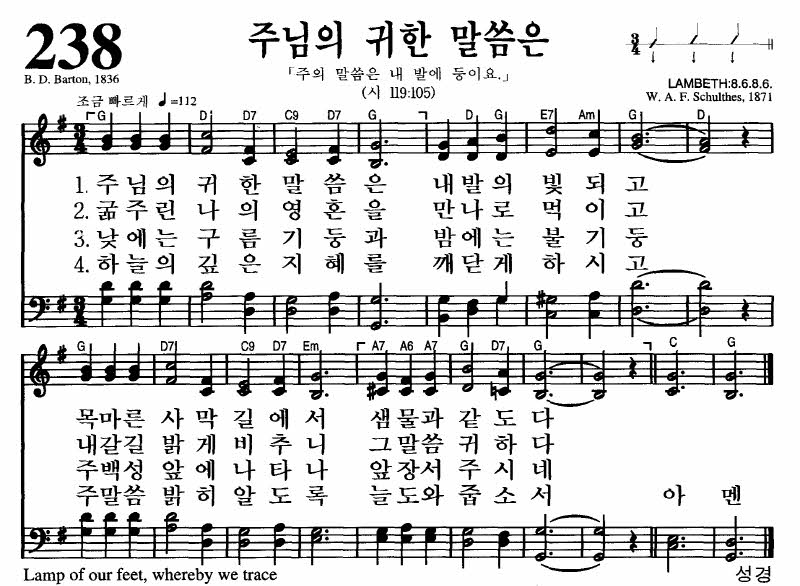 238
주님의 귀한 말씀은
B. D. Barton, 1836
「주의 말씀은 내 발에 등이요.」
(시 119:105)
3/4
LAMBETH:8.6.8.6.
W. A. F. Schulthes, 1871
조금 빠르게 ♩=112
G D D7 C9 D7 G D G E7 Am G D
1. 주님의 귀한 말씀은 내발의 빛되고
2. 굶주린 나의 영혼을 만나로 먹이고
3. 낮에는 구름기둥과 밤에는 불기둥
4. 하늘의 깊은 지혜를 깨닫게 하시고
G D7 C9 D7 Em A7 A6 A7 G D7 G C G
목마른 사막길에서 샘물과 같도다
내갈길 밝게비추니 그말씀 귀하다
주백성 앞에나타나 앞장서 주시네
주말씀 밝히알도록 늘도와 줍소서 아멘
Lamp of our feet, whereby we trace
성경